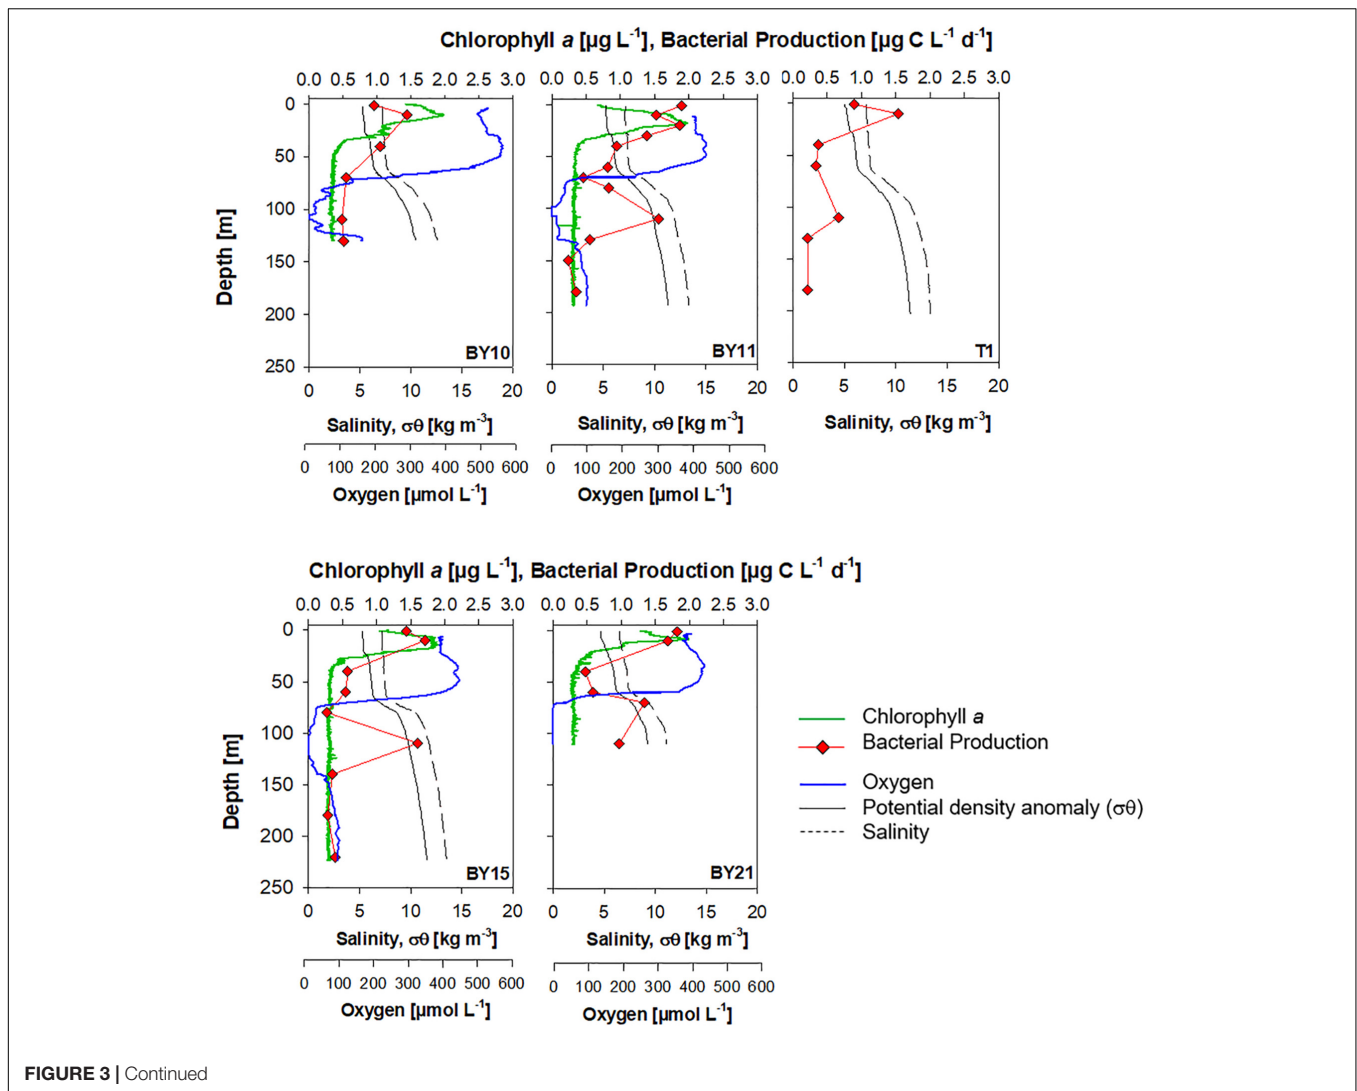 Chlorophyll a [µg L-1], Bacterial Production [µg C L-1 d-1]
0.0 0.5 1.0 1.5 2.0 2.5 3.0
0.0 0.5 1.0 1.5 2.0 2.5 3.0
0.0 0.5 1.0 1.5 2.0 2.5 3.0
Depth [m]
0
50
100
150
200
250
BY10
BY11
T1
0 5 10 15 20
0 5 10 15 20
0 5 10 15 20
Salinity, σθ [kg m-3]
Salinity, σθ [kg m-3]
Salinity, σθ [kg m-3]
0 100 200 300 400 500 600
0 100 200 300 400 500 600
Oxygen [µmol L-1]
Oxygen [µmol L-1]
Chlorophyll a [µg L-1], Bacterial Production [µg C L-1 d-1]
0.0 0.5 1.0 1.5 2.0 2.5 3.0
0.0 0.5 1.0 1.5 2.0 2.5 3.0
Depth [m]
0
50
100
150
200
250
BY15
BY21
0 5 10 15 20
0 5 10 15 20
Salinity, σθ [kg m-3]
Salinity, σθ [kg m-3]
0 100 200 300 400 500 600
0 100 200 300 400 500 600
Oxygen [µmol L-1]
Oxygen [µmol L-1]
Chlorophyll a
Bacterial Production
Oxygen
Potential density anomaly (σθ)
Salinity
FIGURE 3 | Continued